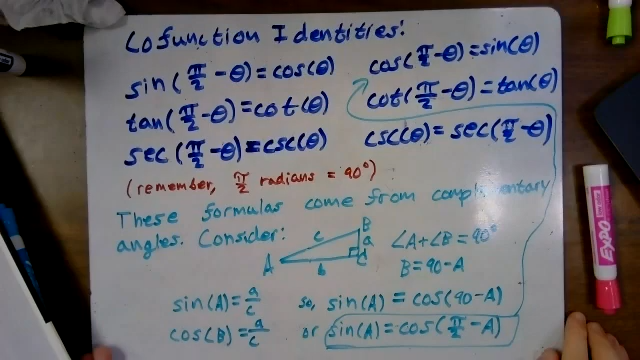 Cofunction Identities:
sin(π/2 - θ) = cos(θ) cos(π/2 - θ) = sin(θ)
tan(π/2 - θ) = cot(θ) cot(π/2 - θ) = tan(θ)
sec(π/2 - θ) = csc(θ) csc(θ) = sec(π/2 - θ)
(remember, π/2 radians = 90°)
These formulas come from complementary
angles. Consider:
A B C
a b c
∠A + ∠B = 90°
B = 90 - A
sin(A) = a/c so, sin(A) = cos(90 - A)
cos(B) = a/c or sin(A) = cos(π/2 - A)
EXPO